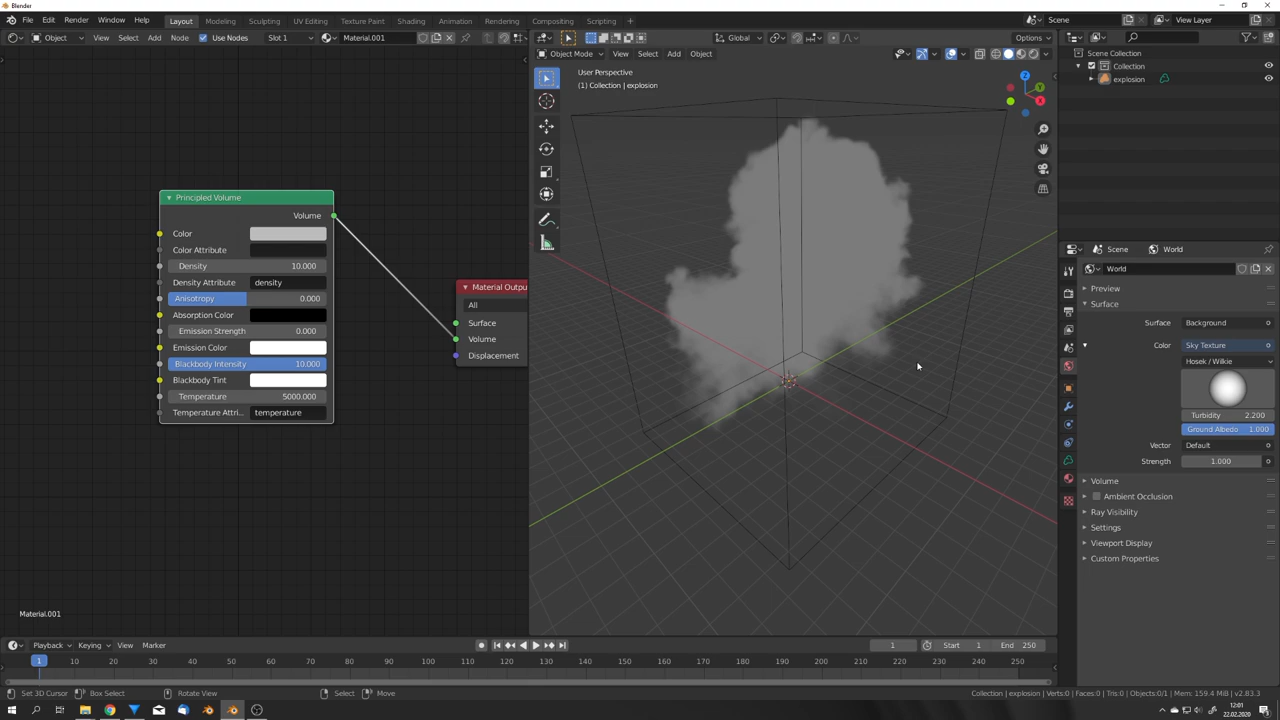 Blender
File Edit Render Window Help Layout Modeling Sculpting UV Editing Texture Paint Shading Animation Rendering Compositing Scripting + Scene View Layer
Object View Select Add Node Use Nodes Slot 1 Material.001 Global Options
Object Mode View Select Add Object
User Perspective
(1) Collection | explosion
Z
Y
X
Scene Collection
Collection
explosion
Principled Volume
Volume
Color
Color Attribute
Density 10.000
Density Attribute density
Anisotropy 0.000
Absorption Color
Emission Strength 0.000
Emission Color
Blackbody Intensity 10.000
Blackbody Tint
Temperature 5000.000
Temperature Attri... temperature
Material Outpu
All
Surface
Volume
Displacement
Material.001
Scene World
World
Preview
Surface
Surface Background
Color Sky Texture
Hosek / Wilkie
Turbidity 2.200
Ground Albedo 1.000
Vector Default
Strength 1.000
Volume
Ambient Occlusion
Ray Visibility
Settings
Viewport Display
Custom Properties
Playback Keying View Marker 1 Start 1 End 250
1 10 20 30 40 50 60 70 80 90 100 110 120 130 140 150 160 170 180 190 200 210 220 230 240 250
Set 3D Cursor Box Select Rotate View Select Move Collection | explosion | Verts:0 | Faces:0 | Tris:0 | Objects:0/1 | Mem: 159.4 MiB | v2.83.3
12:01
22.02.2020